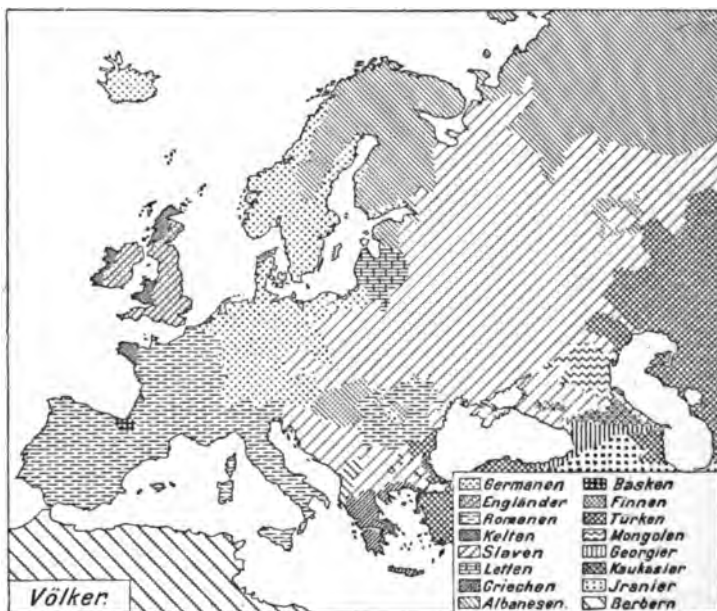 Germanen
Engländer
Romanen
Kelten
Slaven
Letten
Griechen
Albanesen.
Basken
Finnen
Türken
Mongolen
Georgier
Kaukasier
Jranier
Berbern
Völker.